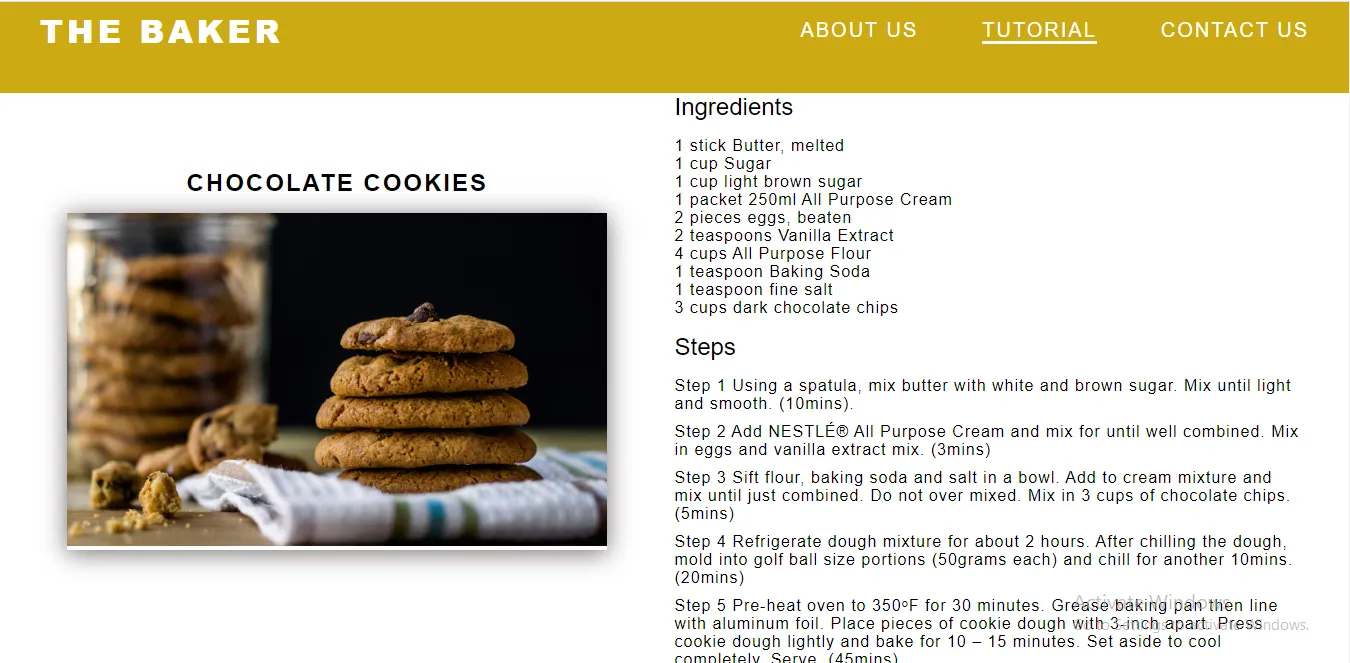 THE BAKER
ABOUT US
TUTORIAL
CONTACT US
CHOCOLATE COOKIES
Ingredients
1 stick Butter, melted
1 cup Sugar
1 cup light brown sugar
1 packet 250ml All Purpose Cream
2 pieces eggs, beaten
2 teaspoons Vanilla Extract
4 cups All Purpose Flour
1 teaspoon Baking Soda
1 teaspoon fine salt
3 cups dark chocolate chips
Steps
Step 1 Using a spatula, mix butter with white and brown sugar. Mix until light
and smooth. (10mins).
Step 2 Add NESTLÉ® All Purpose Cream and mix for until well combined. Mix
in eggs and vanilla extract mix. (3mins)
Step 3 Sift flour, baking soda and salt in a bowl. Add to cream mixture and
mix until just combined. Do not over mixed. Mix in 3 cups of chocolate chips.
(5mins)
Step 4 Refrigerate dough mixture for about 2 hours. After chilling the dough,
mold into golf ball size portions (50grams each) and chill for another 10mins.
(20mins)
Step 5 Pre-heat oven to 350ºF for 30 minutes. Grease baking pan then line
with aluminum foil. Place pieces of cookie dough with 3-inch apart. Press
cookie dough lightly and bake for 10 – 15 minutes. Set aside to cool
completely. Serve. (45mins)
Activate Windows
Go to Settings to activate Windows.